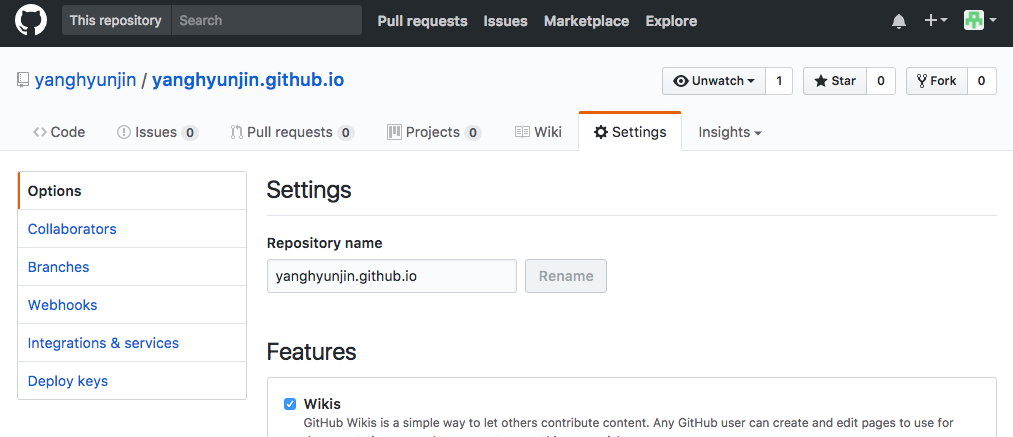 This repository Search Pull requests Issues Marketplace Explore
yanghyunjin / yanghyunjin.github.io Unwatch 1 Star 0 Fork 0
Code Issues 0 Pull requests 0 Projects 0 Wiki Settings Insights
Options
Collaborators
Branches
Webhooks
Integrations & services
Deploy keys
Settings
Repository name
yanghyunjin.github.io Rename
Features
Wikis
GitHub Wikis is a simple way to let others contribute content. Any GitHub user can create and edit pages to use for